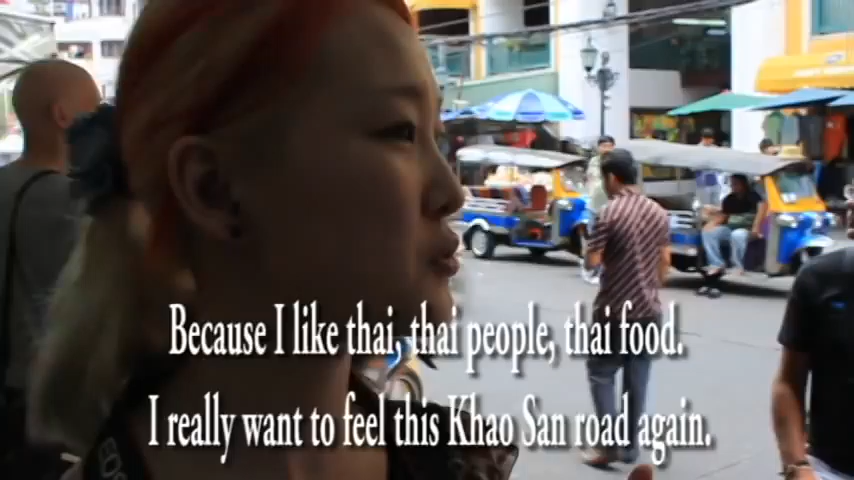 Because I like thai, thai people, thai food.
I really want to feel this Khao San road again.